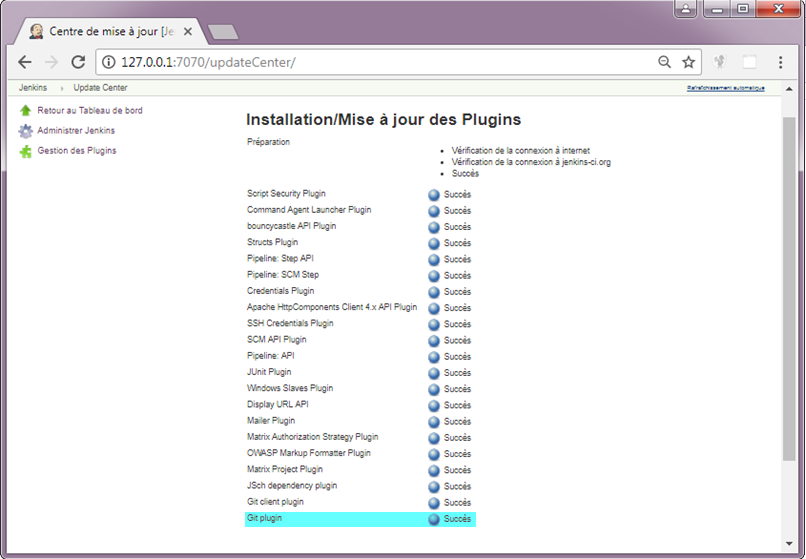 Centre de mise à jour [Je
127.0.0.1:7070/updateCenter/
Jenkins › Update Center
Rafraîchissement automatique
Retour au Tableau de bord
Administrer Jenkins
Gestion des Plugins
Installation/Mise à jour des Plugins
Préparation
• Vérification de la connexion à internet
• Vérification de la connexion à jenkins-ci.org
• Succès
Script Security Plugin Succès
Command Agent Launcher Plugin Succès
bouncycastle API Plugin Succès
Structs Plugin Succès
Pipeline: Step API Succès
Pipeline: SCM Step Succès
Credentials Plugin Succès
Apache HttpComponents Client 4.x API Plugin Succès
SSH Credentials Plugin Succès
SCM API Plugin Succès
Pipeline: API Succès
JUnit Plugin Succès
Windows Slaves Plugin Succès
Display URL API Succès
Mailer Plugin Succès
Matrix Authorization Strategy Plugin Succès
OWASP Markup Formatter Plugin Succès
Matrix Project Plugin Succès
JSch dependency plugin Succès
Git client plugin Succès
Git plugin Succès